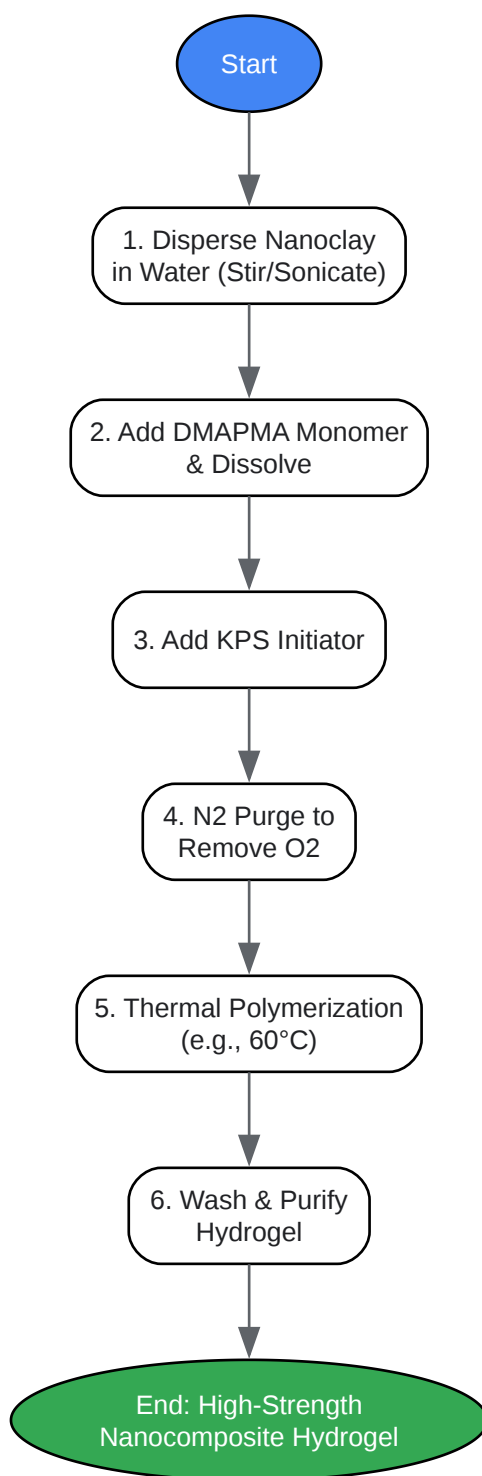 Start
1. Disperse Nanoclay
in Water (Stir/Sonicate)
2. Add DMAPMA Monomer
& Dissolve
3. Add KPS Initiator
4. N2 Purge to
Remove O2
5. Thermal Polymerization
(e.g., 60°C)
6. Wash & Purify
Hydrogel
End: High-Strength
Nanocomposite Hydrogel